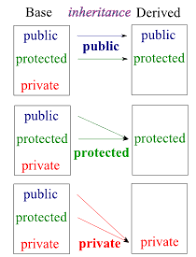 Base inheritance Derived
public public
public
protected protected
private
public
protected protected
protected
private
public
protected
private private private